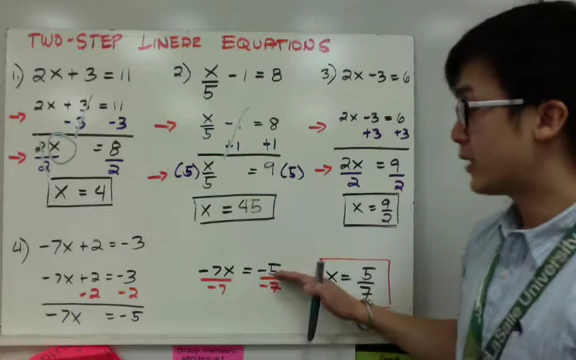 TWO-STEP LINEAR EQUATIONS
1.) 2x + 3 = 11
2x + 3 = 11
-3 -3
2x = 8
2 2
x = 4
2) x/5 - 1 = 8
x/5 - 1 = 8
+1 +1
(5) x/5 = 9 (5)
x = 45
3) 2x - 3 = 6
2x - 3 = 6
+3 +3
2x = 9
2 2
x = 9/2
4.) -7x + 2 = -3
-7x + 2 = -3
-2 -2
-7x = -5
-7x = -5
-7 -7
x = 5/7
LaSalle University